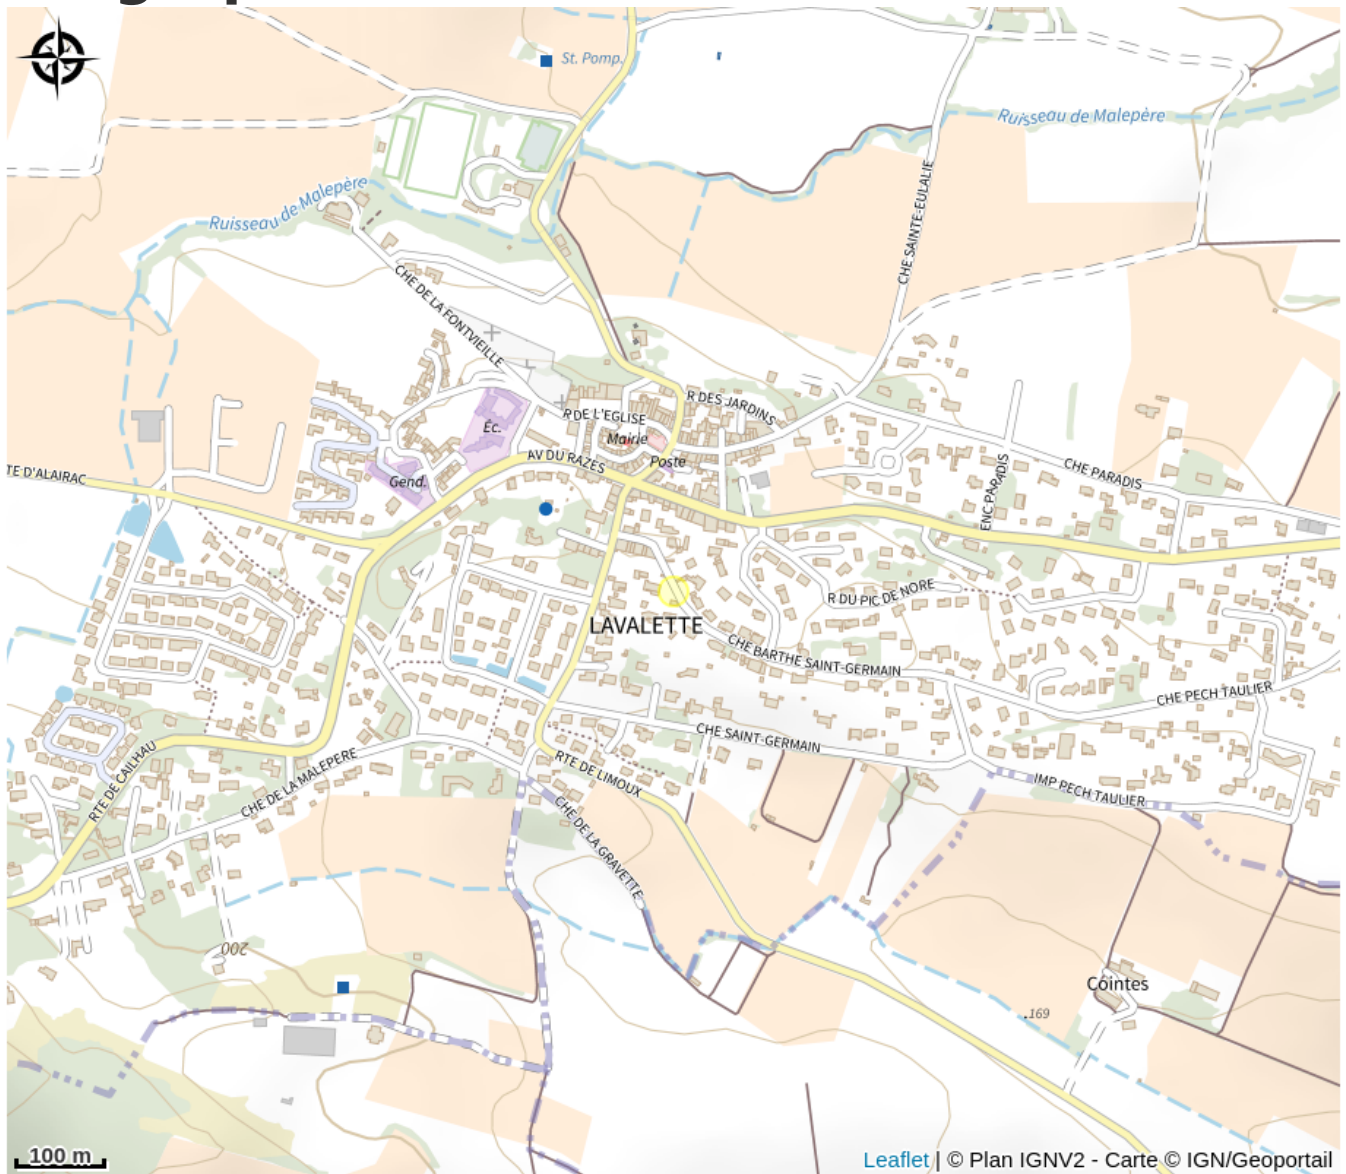 St. Pomp.
Ruisseau de Malepère
Ruisseau de Malepère
CHE SAINTE-EULALIE
CHE DE LA FONTVIEILLE
R DES JARDINS
R DE L'EGLISE
Éc.
Mairie
AV DU RAZES
Poste
CHE PARADIS
TE D'ALAIRAC
Gend.
ENC PARADIS
R DU PIC DE NORE
LAVALETTE
CHE BARTHE SAINT-GERMAIN
CHE PECH TAULIER
CHE SAINT-GERMAIN
RTE DE CAILHAU
CHE DE LA MALEPERE
RTE DE LIMOUX
IMP PECH TAULIER
CHE DE LA GRAVETTE
200
Cointes
169
100 m
Leaflet | © Plan IGNV2 - Carte © IGN/Geoportail